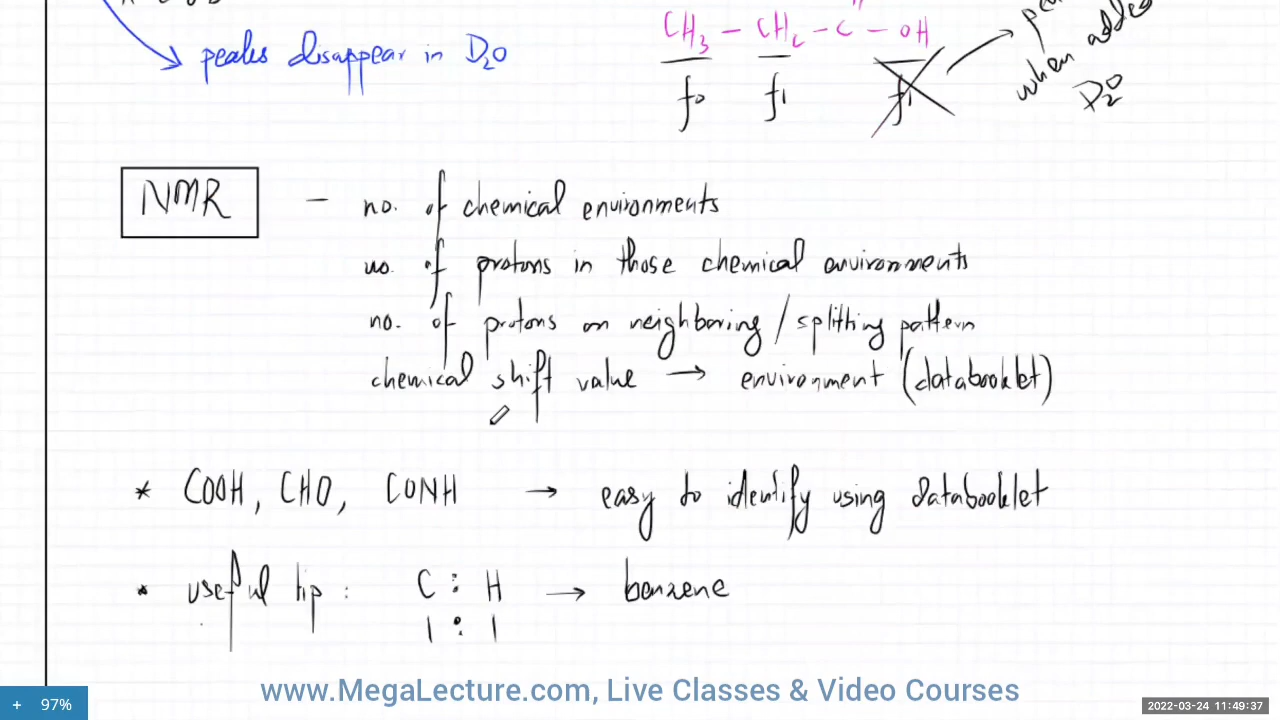 peaks disappear in D₂O
CH₃ - CH₂ - C - OH
f⁰ f¹ f¹
when added
D₂O
NMR - no. of chemical environments
no. of protons in those chemical environments
no. of protons on neighboring / splitting pattern
chemical shift value → environment (databooklet)
* COOH, CHO, CONH → easy to identify using databooklet
* useful tip : C : H → benzene
1 : 1
www.MegaLecture.com, Live Classes & Video Courses
+ 97%
2022-03-24 11:49:37